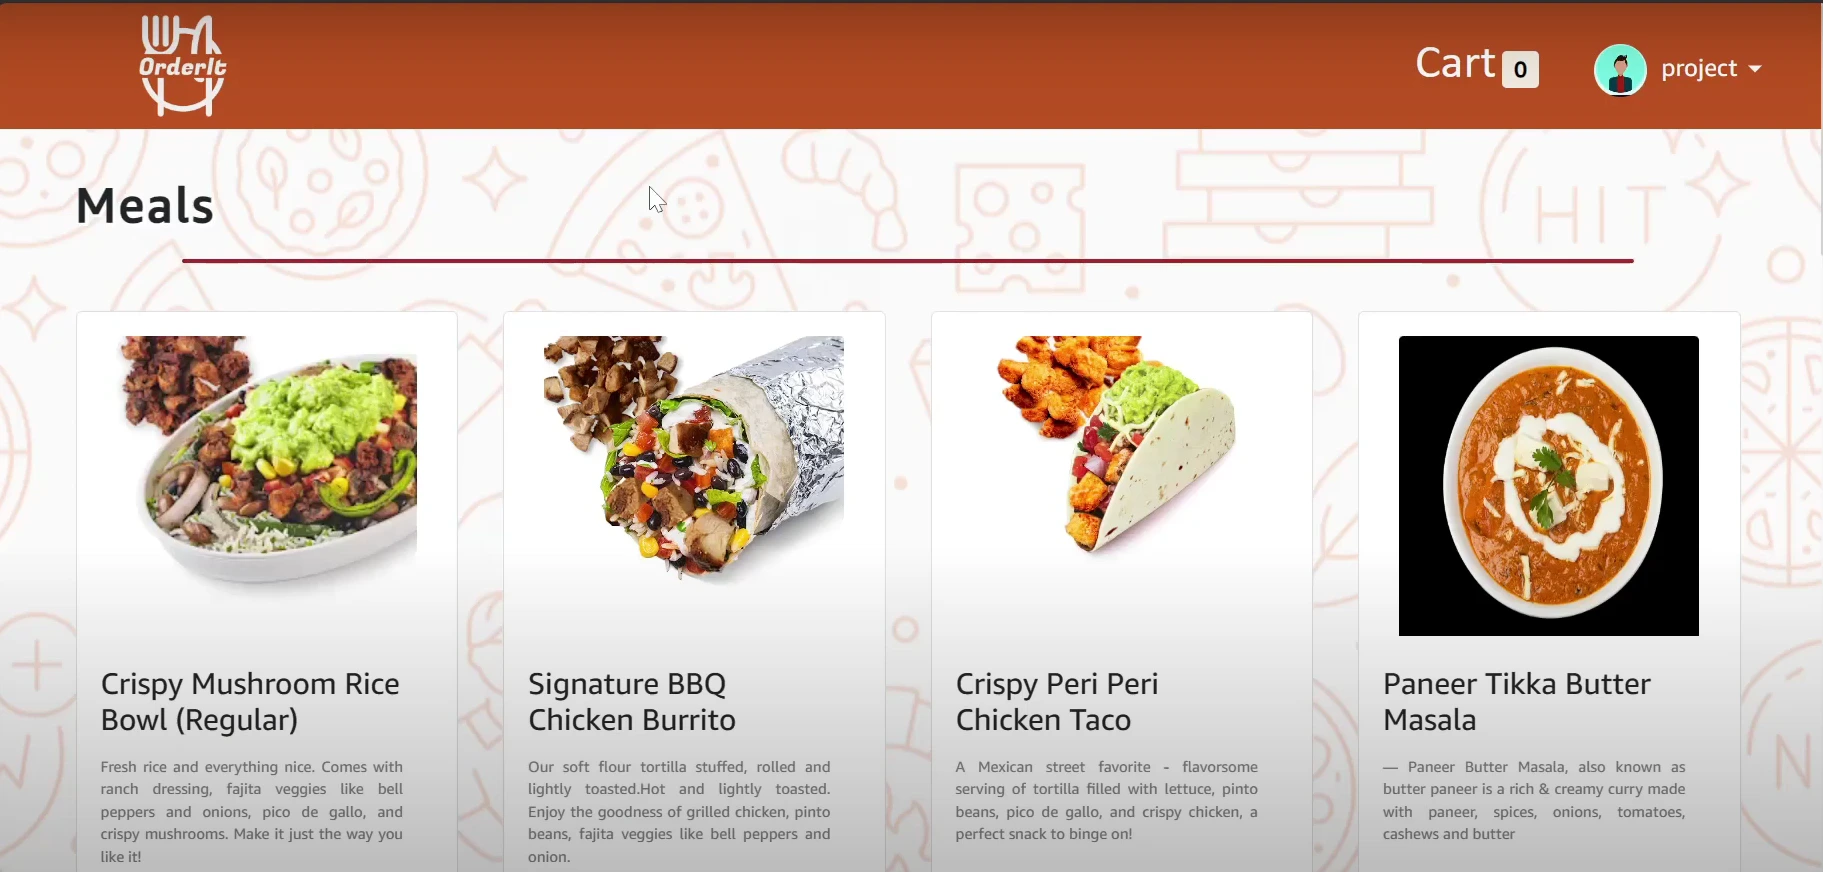 OrderIt
Cart 0
project
Meals
HIT
Crispy Mushroom Rice
Bowl (Regular)
Fresh rice and everything nice. Comes with
ranch dressing, fajita veggies like bell
peppers and onions, pico de gallo, and
crispy mushrooms. Make it just the way you
like it!
Signature BBQ
Chicken Burrito
Our soft flour tortilla stuffed, rolled and
lightly toasted.Hot and lightly toasted.
Enjoy the goodness of grilled chicken, pinto
beans, fajita veggies like bell peppers and
onion.
Crispy Peri Peri
Chicken Taco
A Mexican street favorite - flavorsome
serving of tortilla filled with lettuce, pinto
beans, pico de gallo, and crispy chicken, a
perfect snack to binge on!
Paneer Tikka Butter
Masala
— Paneer Butter Masala, also known as
butter paneer is a rich & creamy curry made
with paneer, spices, onions, tomatoes,
cashews and butter